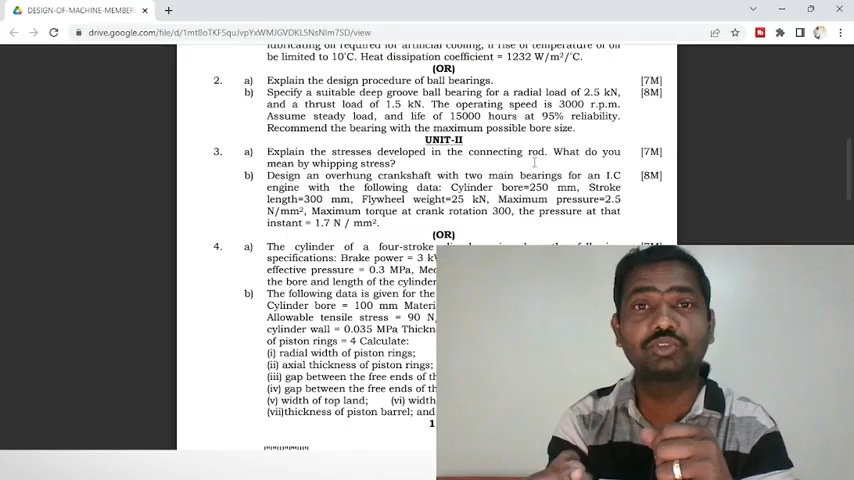 DESIGN-OF-MACHINE-MEMBER
drive.google.com/file/d/1mt8oTKFSquJvpYxWMJGVDKL5NsNlm7SD/view
lubricating oil required for artificial cooling, if rise of temperature of oil
be limited to 10°C. Heat dissipation coefficient = 1232 W/m²/°C.
(OR)
2. a) Explain the design procedure of ball bearings. [7M]
b) Specify a suitable deep groove ball bearing for a radial load of 2.5 kN, [8M]
and a thrust load of 1.5 kN. The operating speed is 3000 r.p.m.
Assume steady load, and life of 15000 hours at 95% reliability.
Recommend the bearing with the maximum possible bore size.
UNIT-II
3. a) Explain the stresses developed in the connecting rod. What do you [7M]
mean by whipping stress?
b) Design an overhung crankshaft with two main bearings for an I.C [8M]
engine with the following data: Cylinder bore=250 mm, Stroke
length=300 mm, Flywheel weight=25 kN, Maximum pressure=2.5
N/mm², Maximum torque at crank rotation 300, the pressure at that
instant = 1.7 N / mm².
(OR)
4. a) The cylinder of a four-stroke
specifications: Brake power = 3
effective pressure = 0.3 MPa,
the bore and length of the cylinder
b) The following data is given for the
Cylinder bore = 100 mm
Allowable tensile stress = 90
cylinder wall = 0.035 MPa
of piston rings = 4 Calculate:
(i) radial width of piston rings;
(ii) axial thickness of piston rings;
(iii) gap between the free ends of
(iv) gap between the free ends of
(v) width of top land; (vi) width
(vii)thickness of piston barrel; and
1